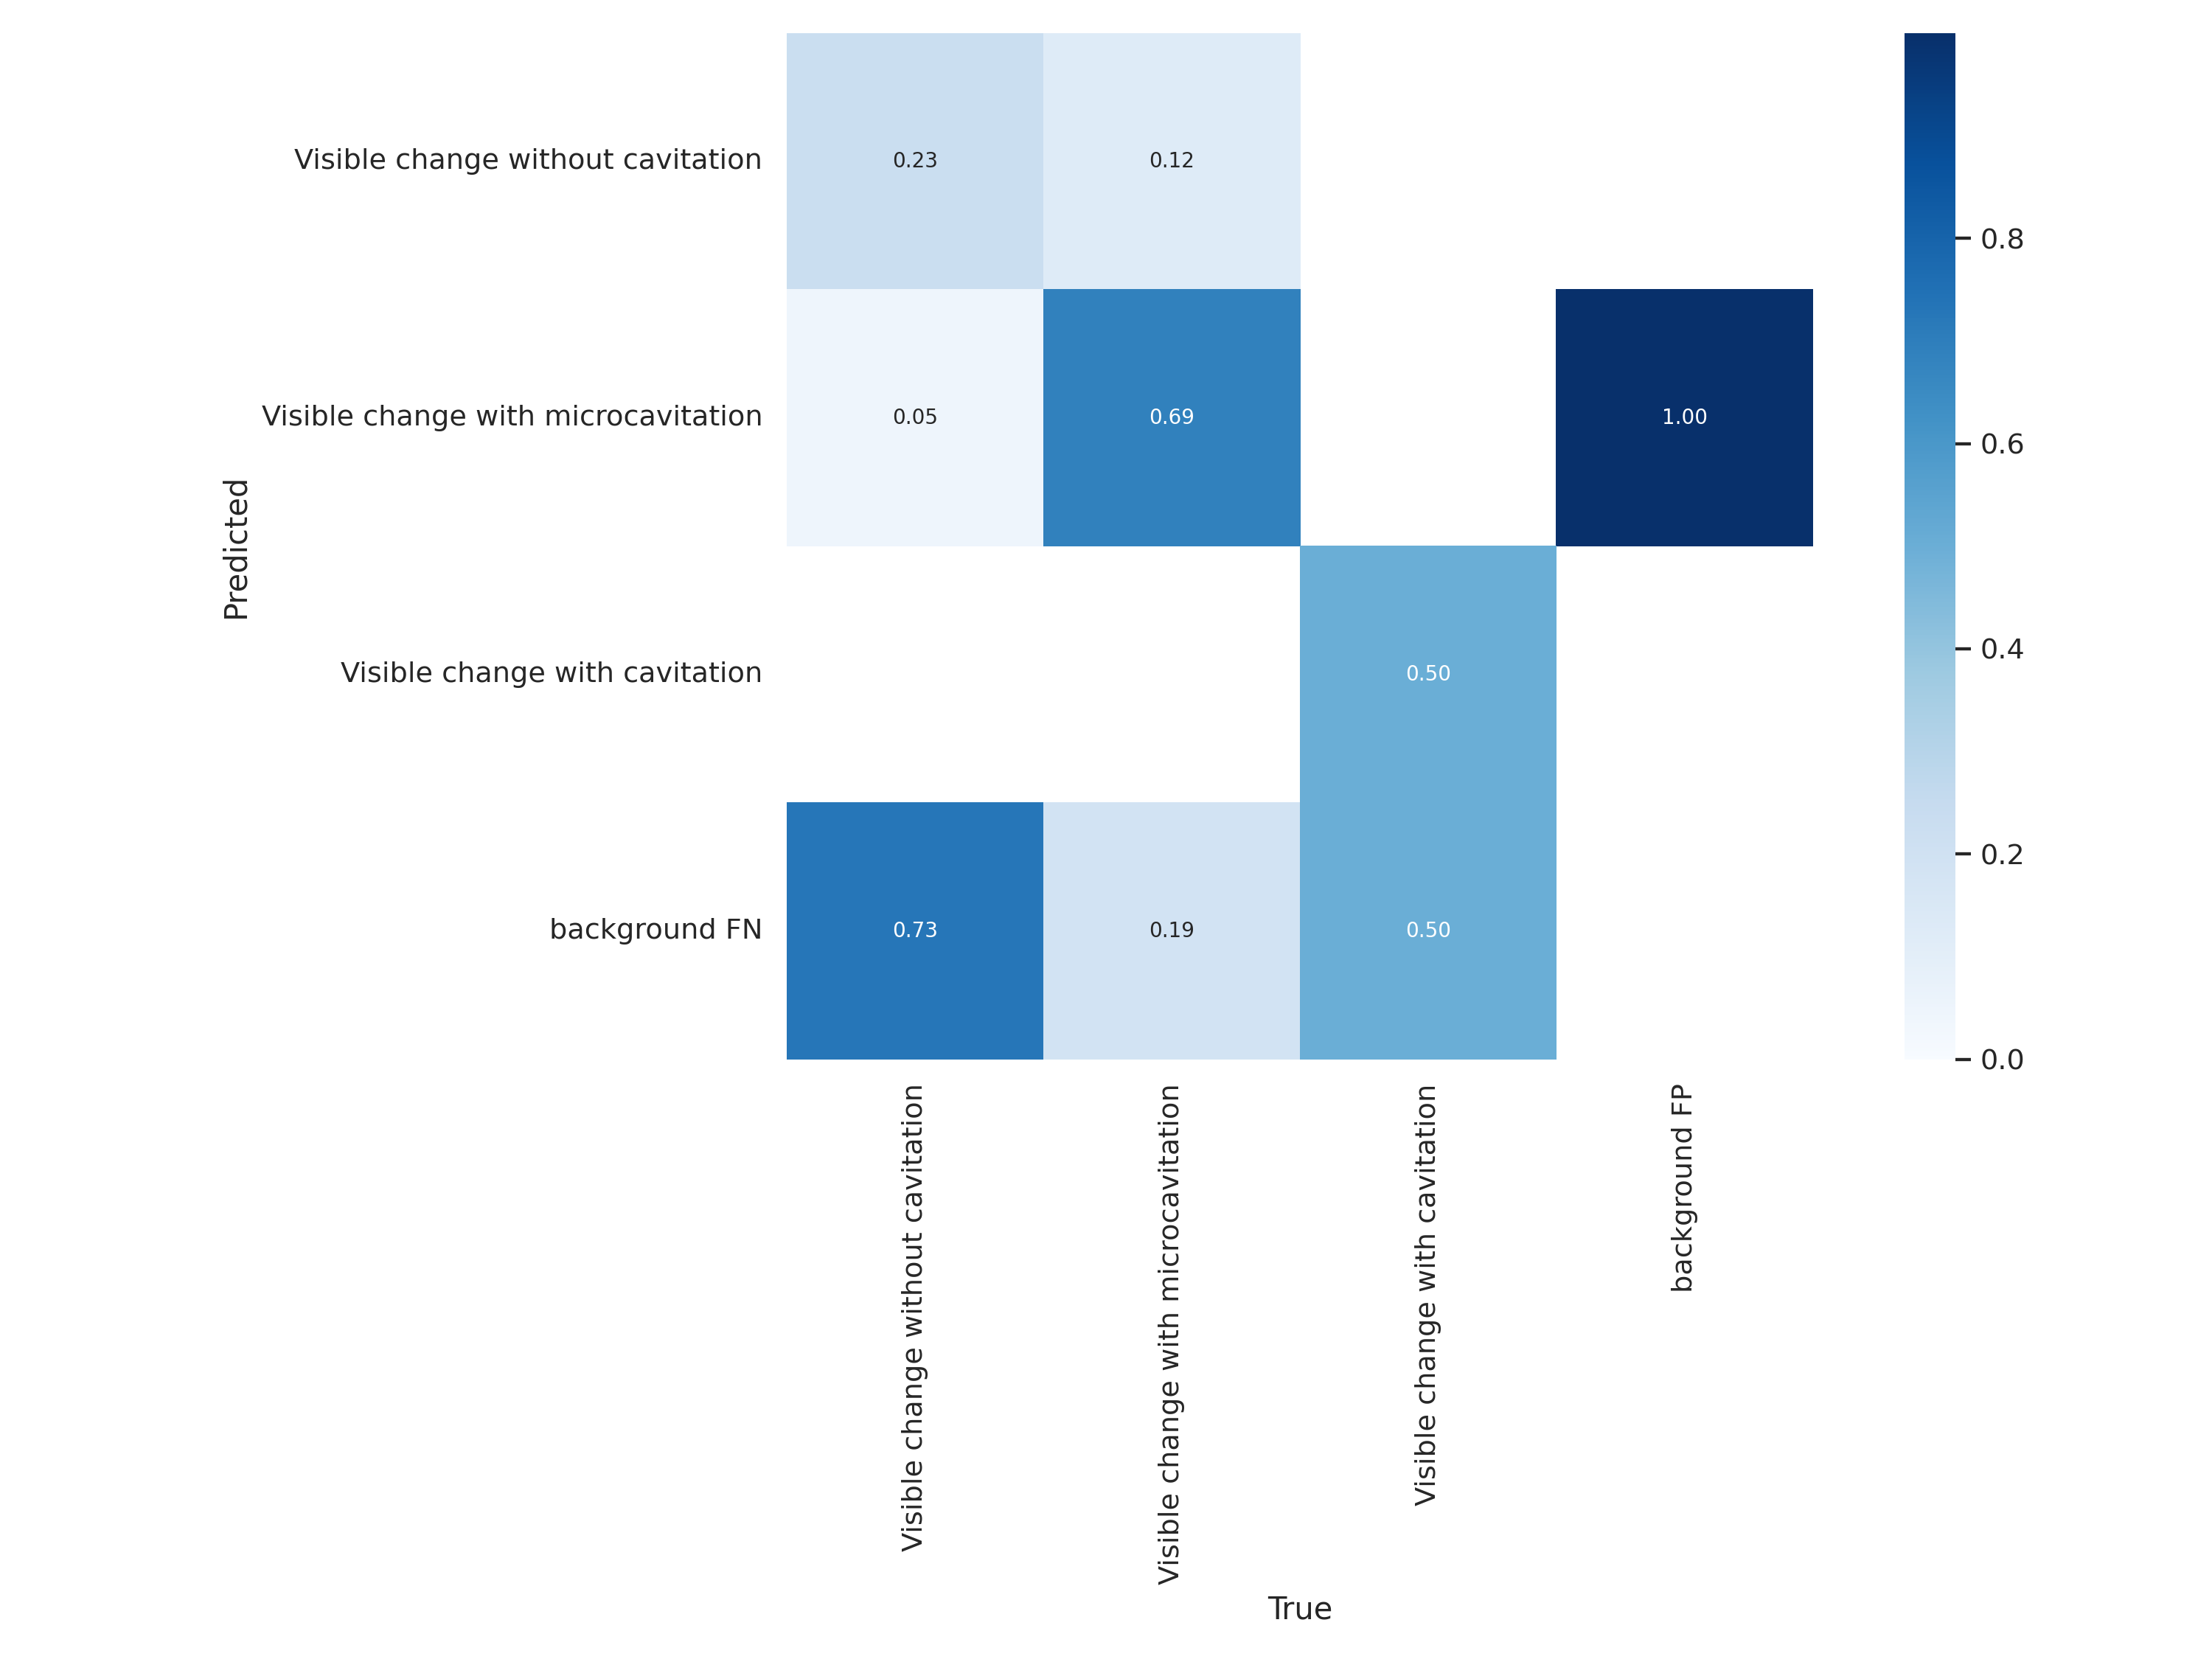 Visible change without cavitation
0.23
0.12
0.8
Visible change with microcavitation
0.05
0.69
1.00
0.6
Predicted
Visible change with cavitation
0.50
0.4
background FN
0.73
0.19
0.50
0.2
0.0
Visible change without cavitation
Visible change with microcavitation
Visible change with cavitation
background FP
True